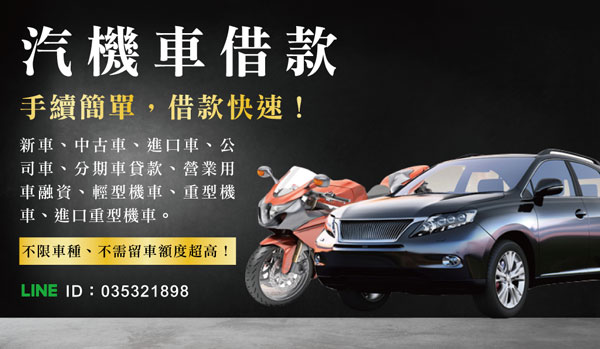 汽機車借款
手續簡單，借款快速！
新車、中古車、進口車、公
司車、分期車貸款、營業用
車融資、輕型機車、重型機
車、進口重型機車。
不限車種、不需留車額度超高！
LINE ID：035321898